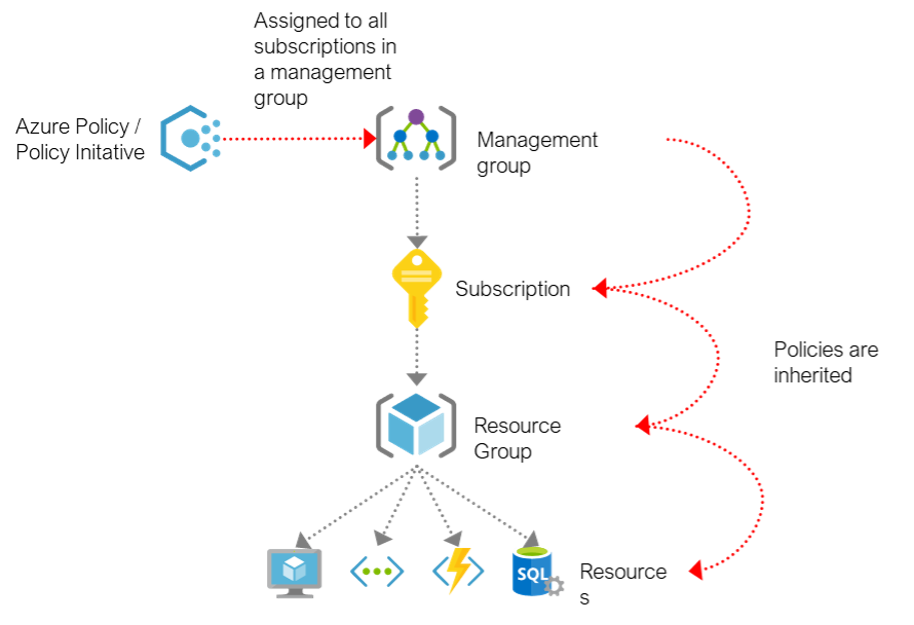 Assigned to all
subscriptions in
a management
group
Azure Policy /
Policy Initative
Management
group
Subscription
Policies are
inherited
Resource
Group
SQL
Resource
s